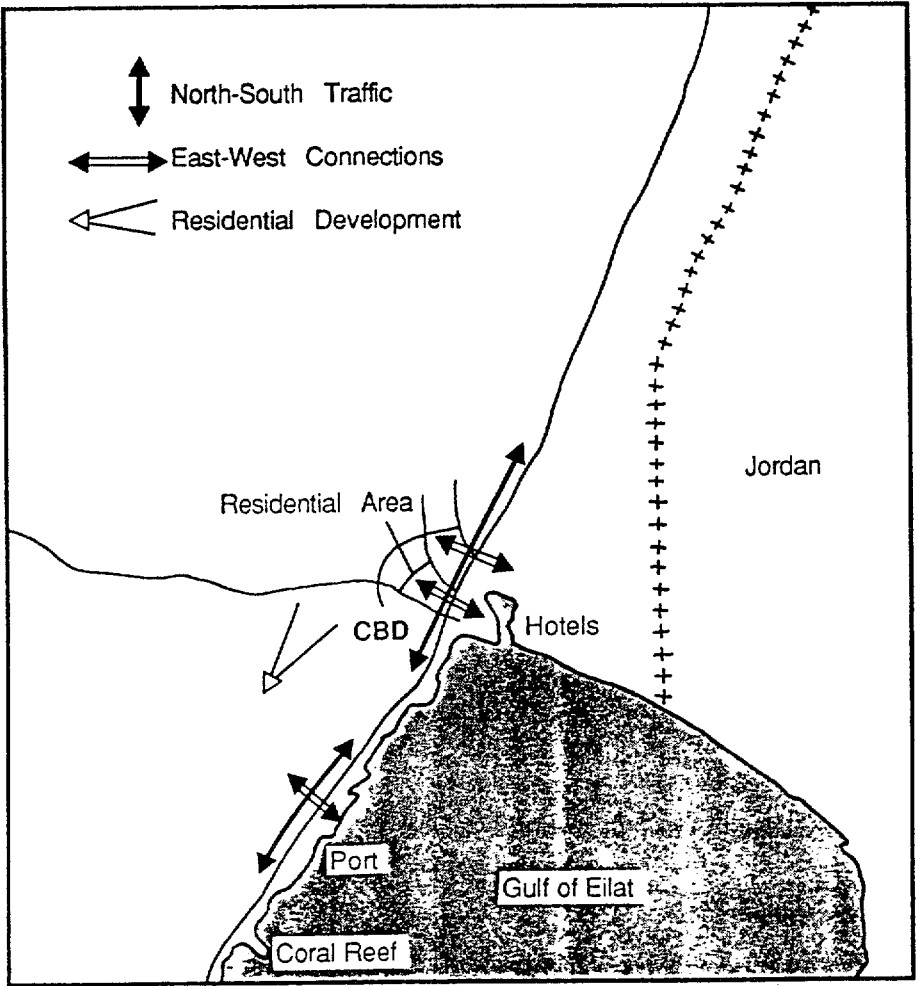 North-South Traffic
East-West Connections
Residential Development
Jordan
Residential Area
CBD
Hotels
Port
Gulf of Eilat
Coral Reef